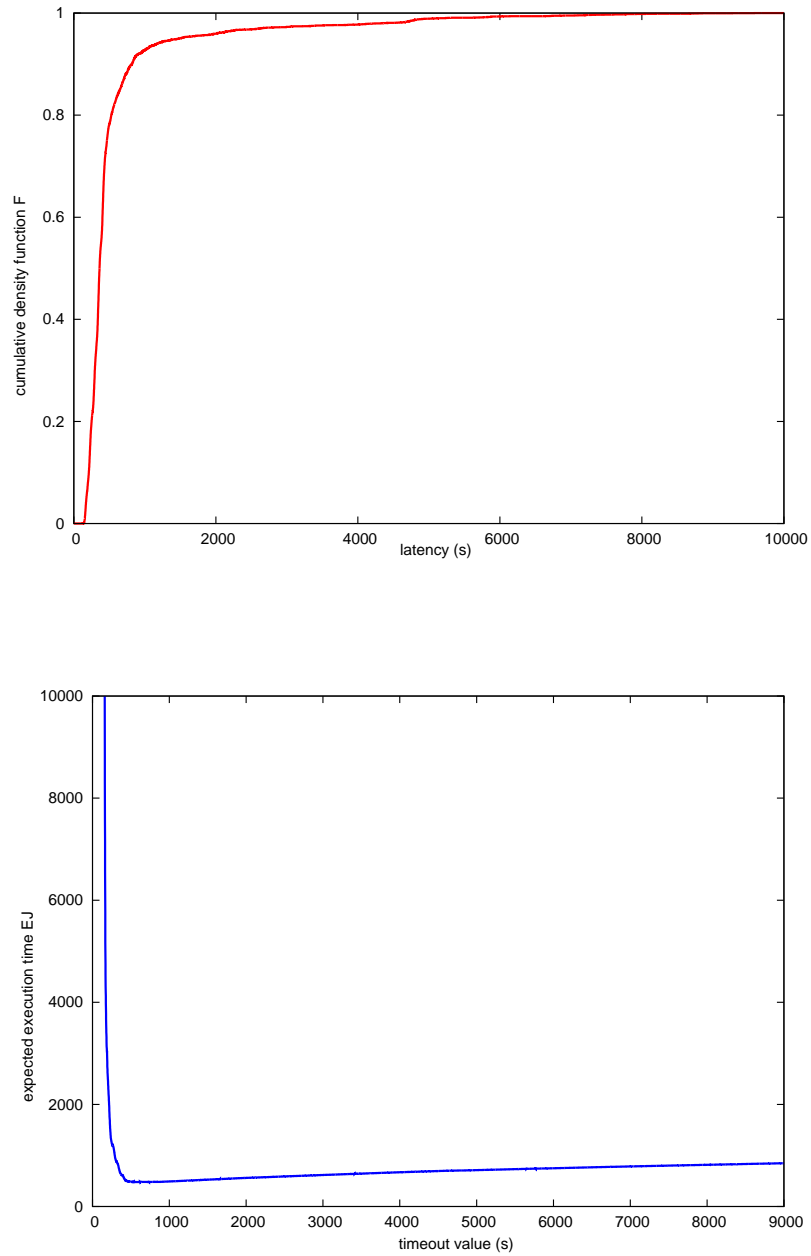 1
0.8
0.6
0.4
0.2
0
cumulative density function F
0 2000 4000 6000 8000 10000
latency (s)
10000
8000
6000
4000
2000
0
expected execution time EJ
0 1000 2000 3000 4000 5000 6000 7000 8000 9000
timeout value (s)